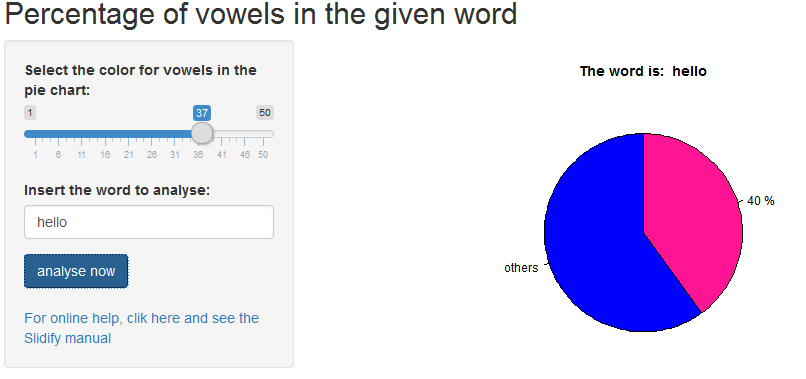 Percentage of vowels in the given word
Select the color for vowels in the
pie chart:
1 37 50
1 6 11 16 21 26 31 36 41 46 50
Insert the word to analyse:
hello
analyse now
For online help, clik here and see the
Slidify manual
The word is: hello
40 %
others